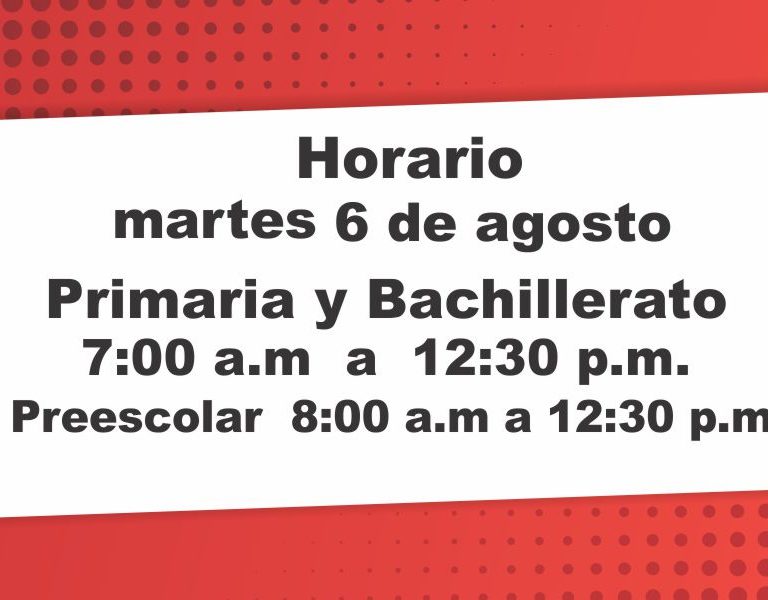 Horario
martes 6 de agosto
Primaria y Bachillerato
7:00 a.m a 12:30 p.m.
Preescolar 8:00 a.m a 12:30 p.m